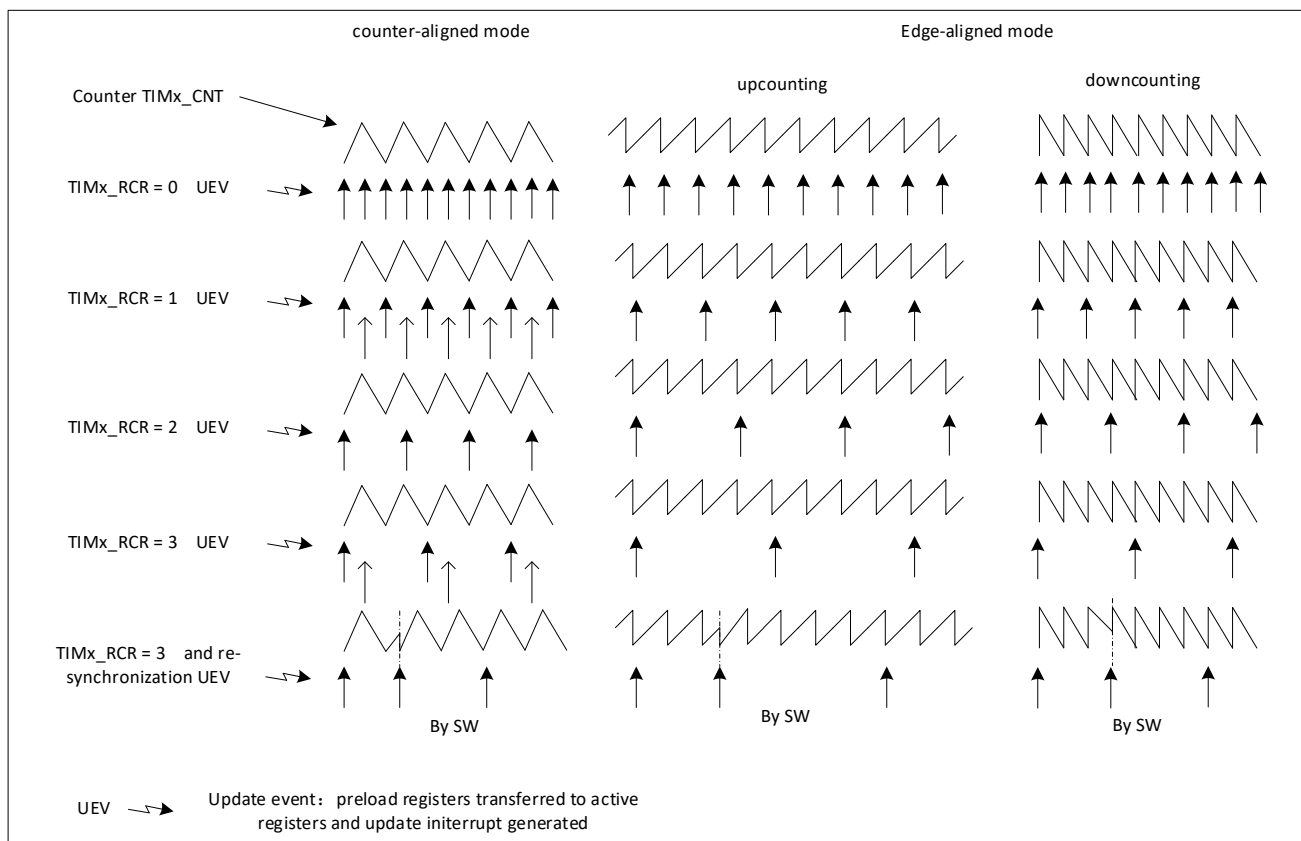 counter-aligned mode
Edge-aligned mode
Counter TIMx_CNT
upcounting
downcounting
TIMx_RCR = 0 UEV
TIMx_RCR = 1 UEV
TIMx_RCR = 2 UEV
TIMx_RCR = 3 UEV
TIMx_RCR = 3 and re-
synchronization UEV
By SW
By SW
By SW
UEV
Update event：preload registers transferred to active
registers and update initerrupt generated